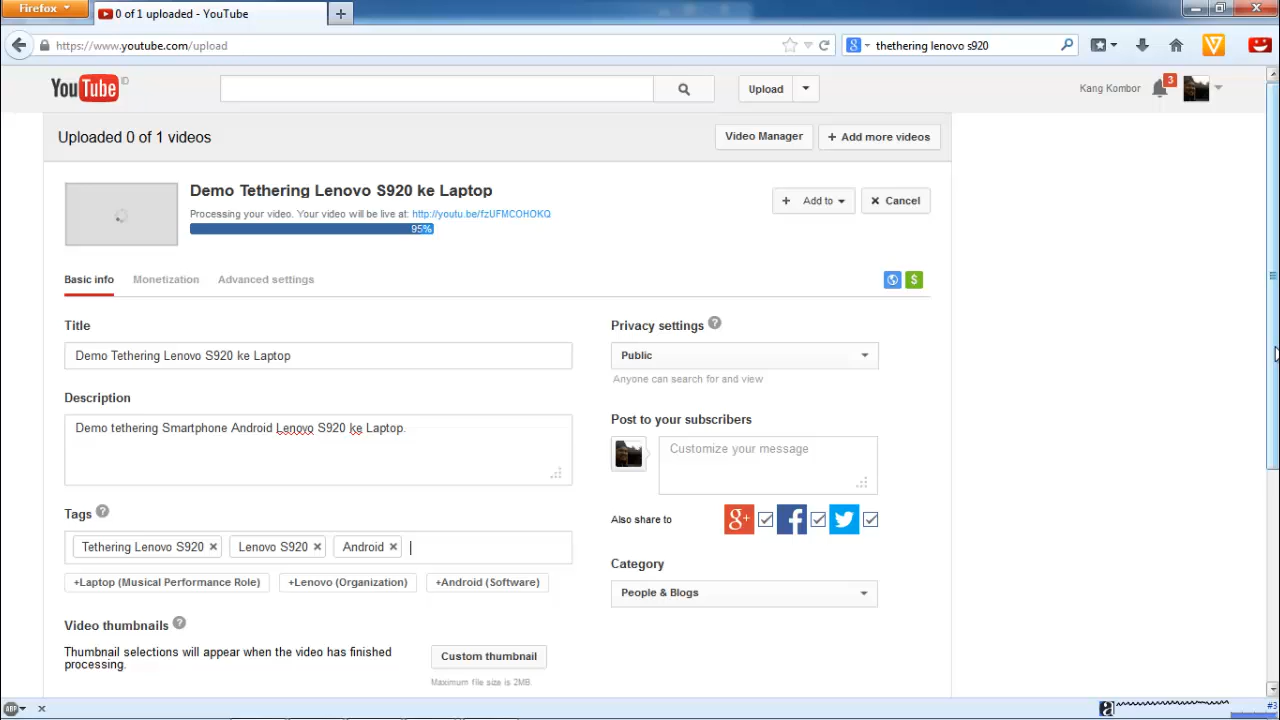 Firefox
0 of 1 uploaded - YouTube
https://www.youtube.com/upload
thethering lenovo s920
YouTube ID
Upload
Kang Kombor
3
Uploaded 0 of 1 videos
Video Manager
+ Add more videos
Demo Tethering Lenovo S920 ke Laptop
Processing your video. Your video will be live at: http://youtu.be/fzUFMCOHOKQ
95%
+ Add to
× Cancel
Basic info
Monetization
Advanced settings
$
Title
Demo Tethering Lenovo S920 ke Laptop
Description
Demo tethering Smartphone Android Lenovo S920 ke Laptop.
Tags ?
Tethering Lenovo S920 ×
Lenovo S920 ×
Android ×
+Laptop (Musical Performance Role)
+Lenovo (Organization)
+Android (Software)
Video thumbnails ?
Thumbnail selections will appear when the video has finished
processing.
Custom thumbnail
Maximum file size is 2MB.
Privacy settings ?
Public
Anyone can search for and view
Post to your subscribers
Customize your message
Also share to
Category
People & Blogs
ABP
#3